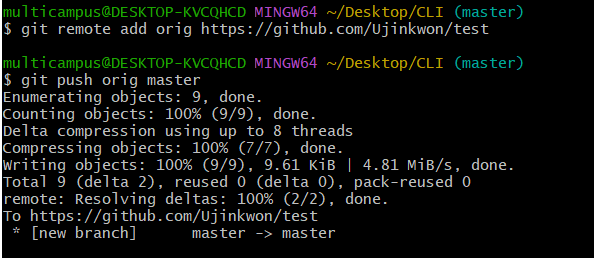 multicampus@DESKTOP-KVCQHCD MINGW64 ~/Desktop/CLI (master)
$ git remote add orig https://github.com/Ujinkwon/test
multicampus@DESKTOP-KVCQHCD MINGW64 ~/Desktop/CLI (master)
$ git push orig master
Enumerating objects: 9, done.
Counting objects: 100% (9/9), done.
Delta compression using up to 8 threads
Compressing objects: 100% (7/7), done.
Writing objects: 100% (9/9), 9.61 KiB | 4.81 MiB/s, done.
Total 9 (delta 2), reused 0 (delta 0), pack-reused 0
remote: Resolving deltas: 100% (2/2), done.
To https://github.com/Ujinkwon/test
 * [new branch]      master -> master